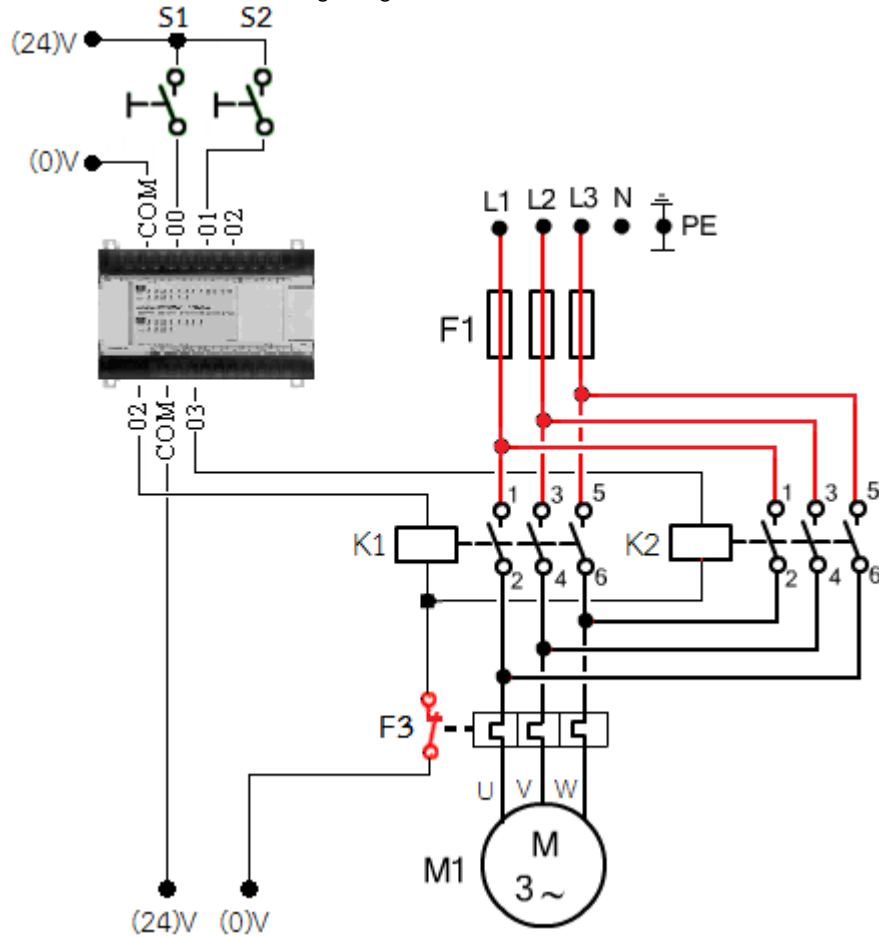 S1 S2
(24)V
(0)V
COM
00
01
02
L1 L2 L3 N PE
F1
02
COM
03
1 3 5
1 3 5
K1
K2
2 4 6
2 4 6
F3
U V W
M1
M
3~
(24)V (0)V